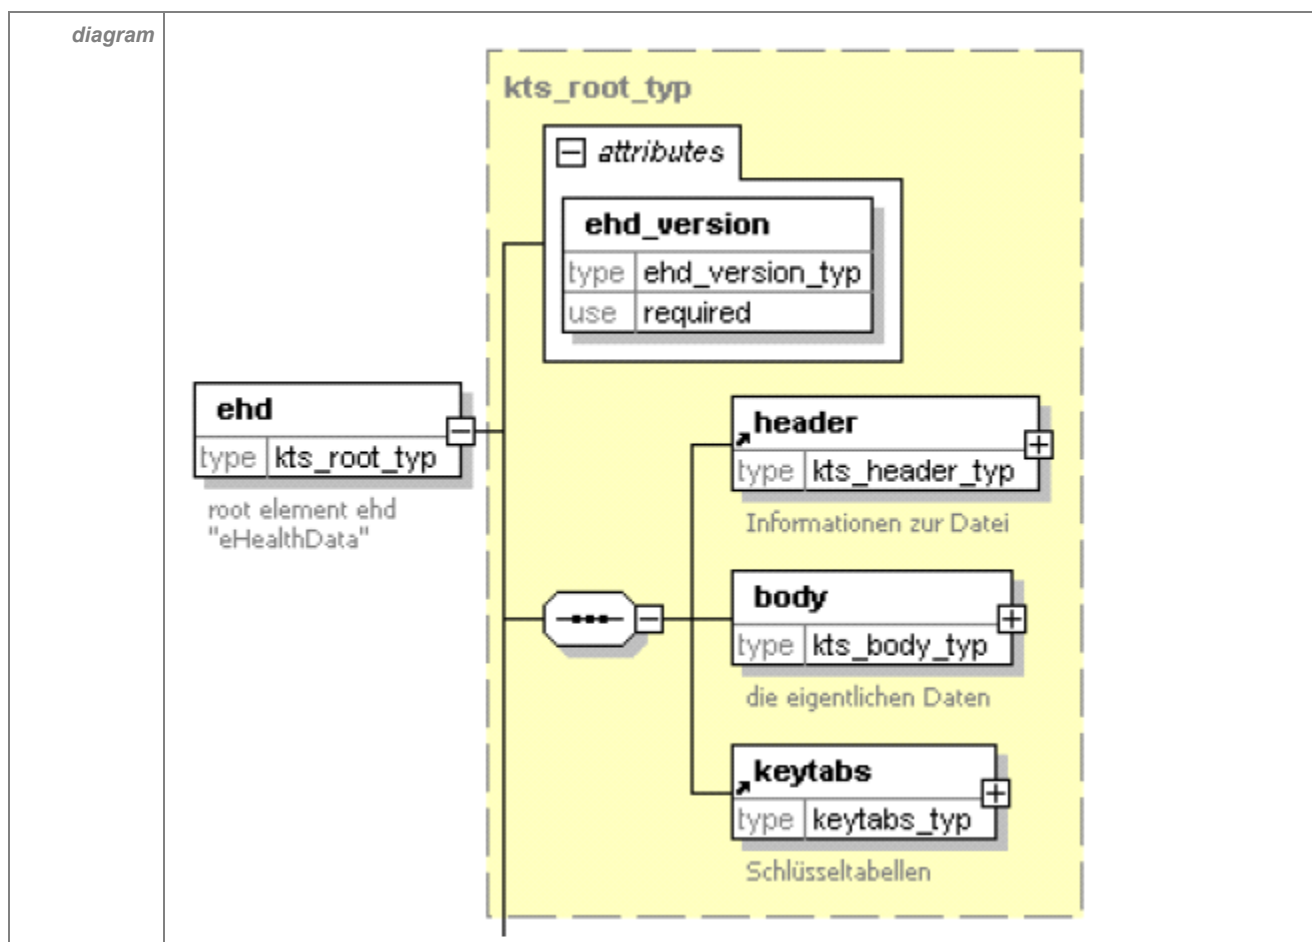 diagram
kts_root_typ
attributes
ehd_version
type ehd_version_typ
use required
ehd
type kts_root_typ
root element ehd
"eHealthData"
header
type kts_header_typ
Informationen zur Datei
body
type kts_body_typ
die eigentlichen Daten
keytabs
type keytabs_typ
Schlüsseltabellen